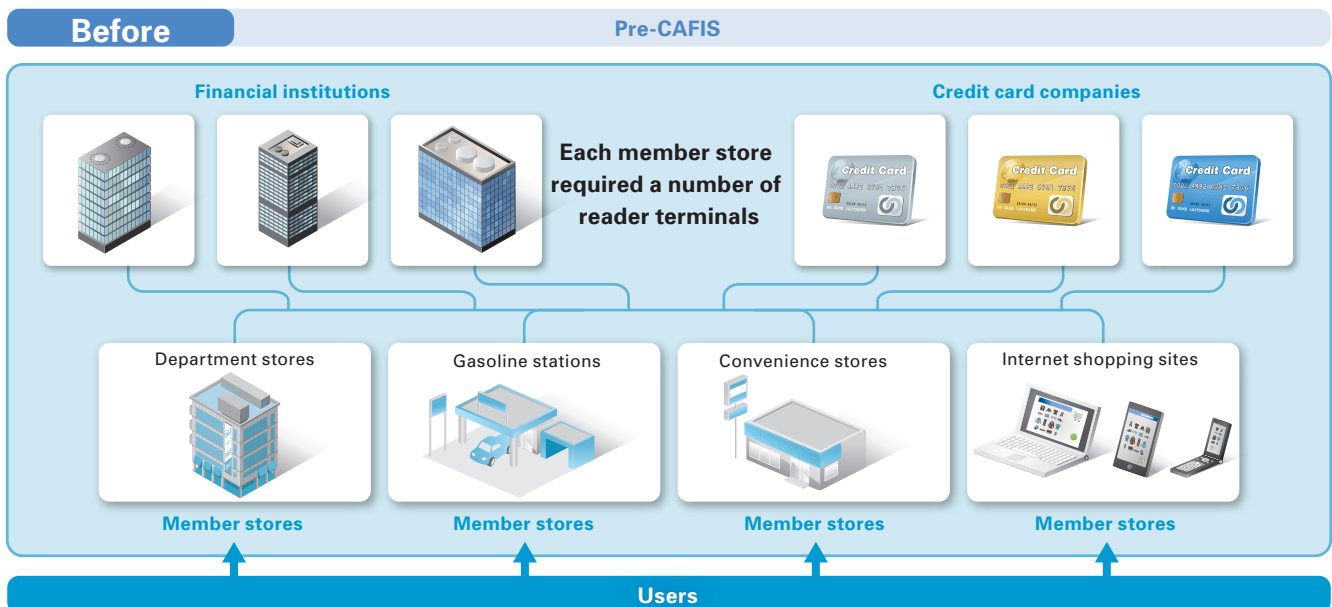 Before
Pre-CAFIS
Financial institutions
Credit card companies
Each member store
required a number of
reader terminals
Credit Card
Credit Card
Credit Card
Department stores
Gasoline stations
Convenience stores
Internet shopping sites
Member stores
Member stores
Member stores
Member stores
Users